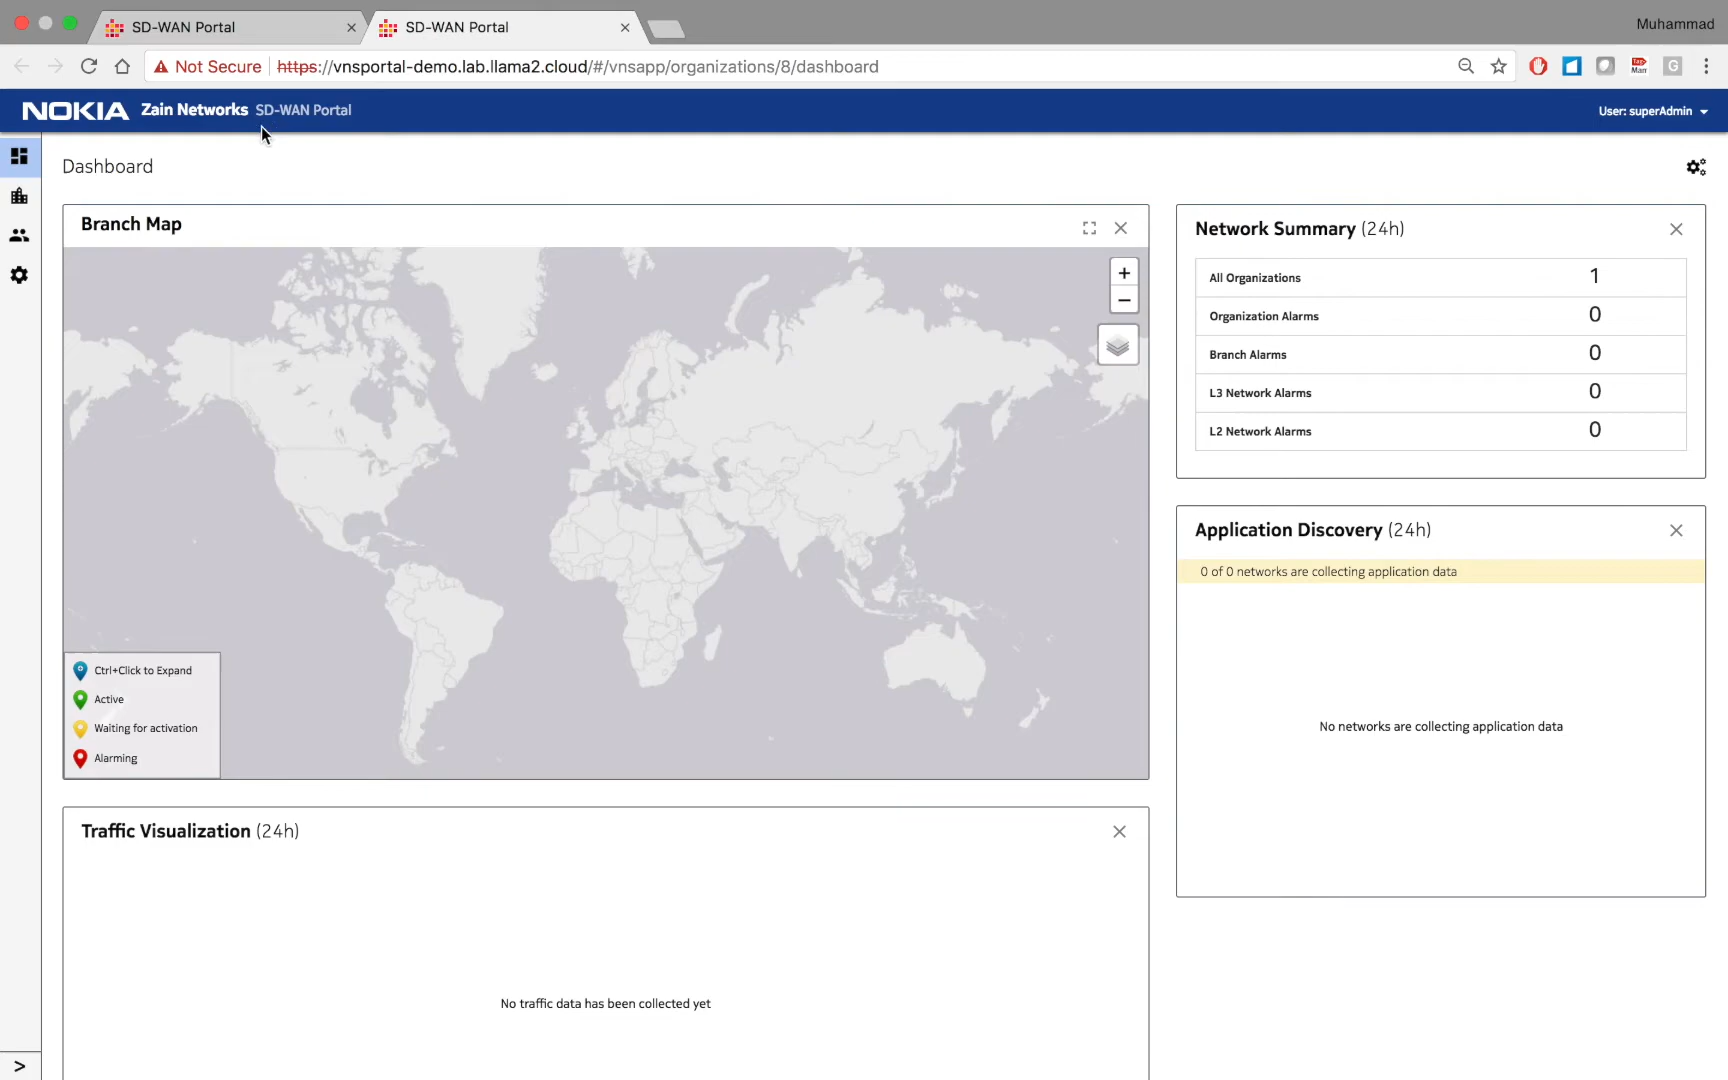 SD-WAN Portal
SD-WAN Portal
Muhammad
Not Secure https://vnsportal-demo.lab.llama2.cloud/#/vnsapp/organizations/8/dashboard
NOKIA Zain Networks SD-WAN Portal
User: superAdmin
Dashboard
Branch Map
+
−
Ctrl+Click to Expand
Active
Waiting for activation
Alarming
Network Summary (24h)
All Organizations 1
Organization Alarms 0
Branch Alarms 0
L3 Network Alarms 0
L2 Network Alarms 0
Application Discovery (24h)
0 of 0 networks are collecting application data
No networks are collecting application data
Traffic Visualization (24h)
No traffic data has been collected yet
>